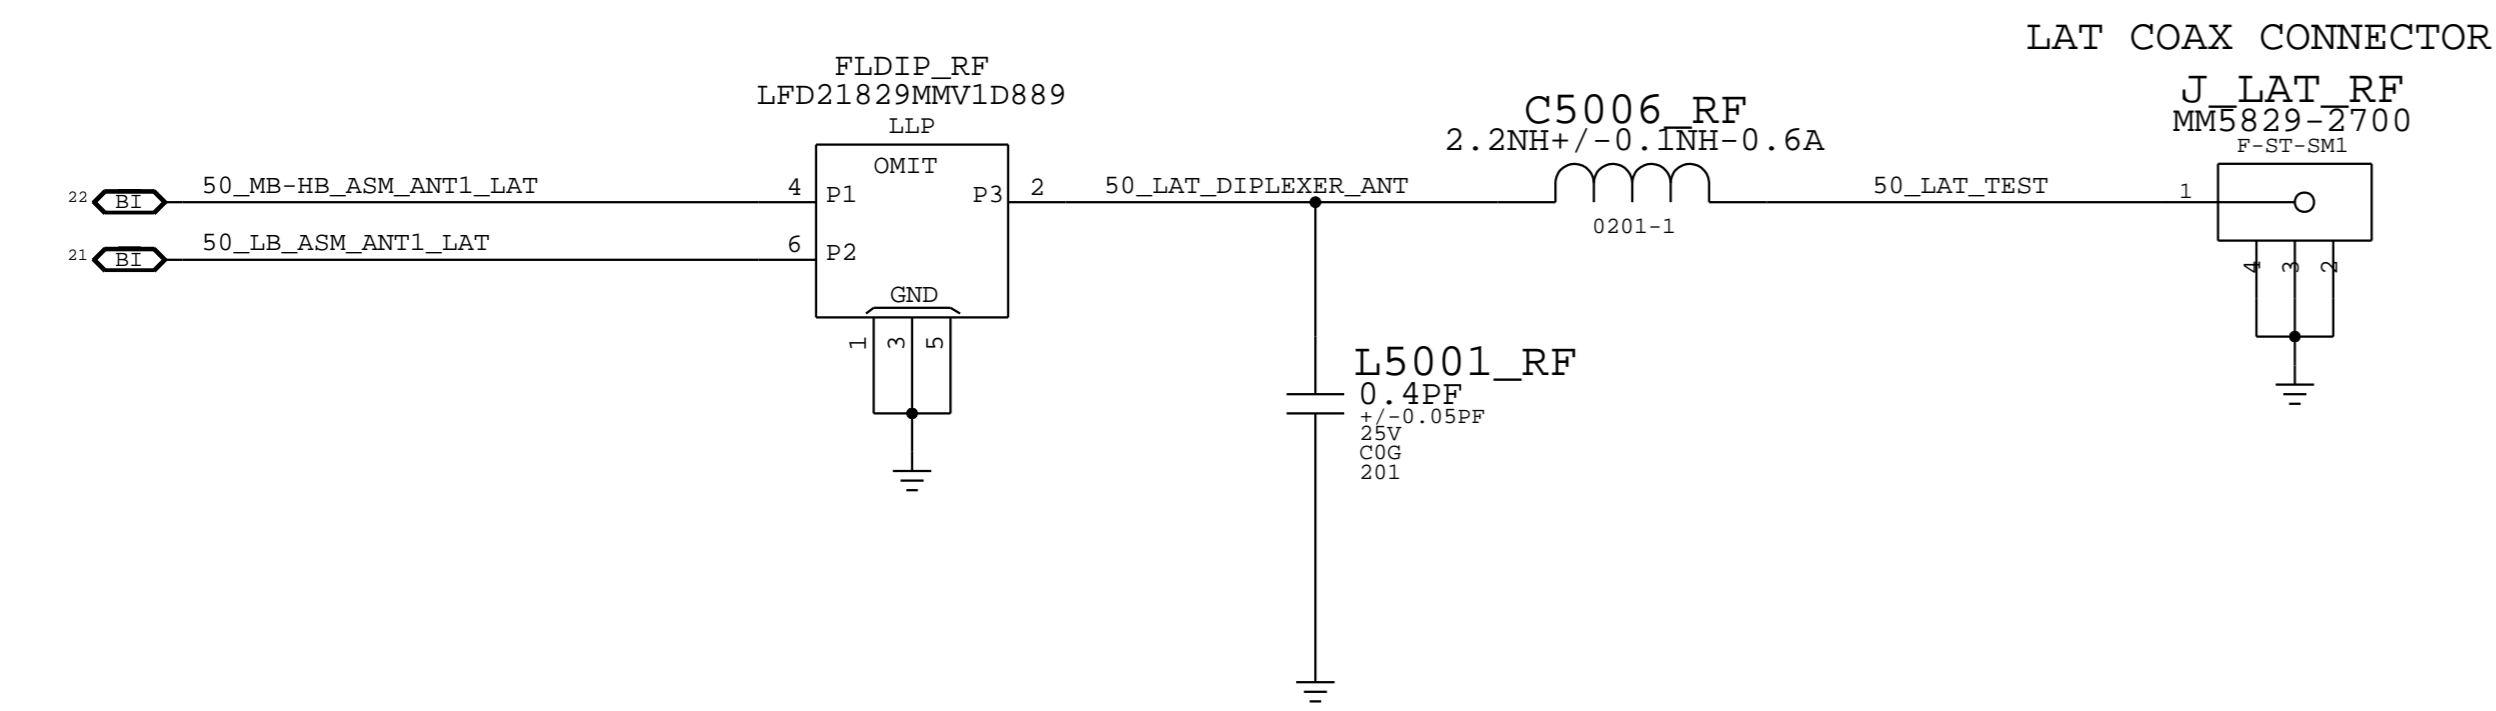 LAT COAX CONNECTOR
FLDIP_RF
LFD21829MMV1D889
LLP
OMIT
C5006_RF
2.2NH+/-0.1NH-0.6A
J_LAT_RF
MM5829-2700
F-ST-SM1
22
BI
50_MB-HB_ASM_ANT1_LAT
4
P1
P3
2
50_LAT_DIPLEXER_ANT
0201-1
50_LAT_TEST
1
21
BI
50_LB_ASM_ANT1_LAT
6
P2
GND
1
3
5
4
3
2
L5001_RF
0.4PF
+/-0.05PF
25V
C0G
201